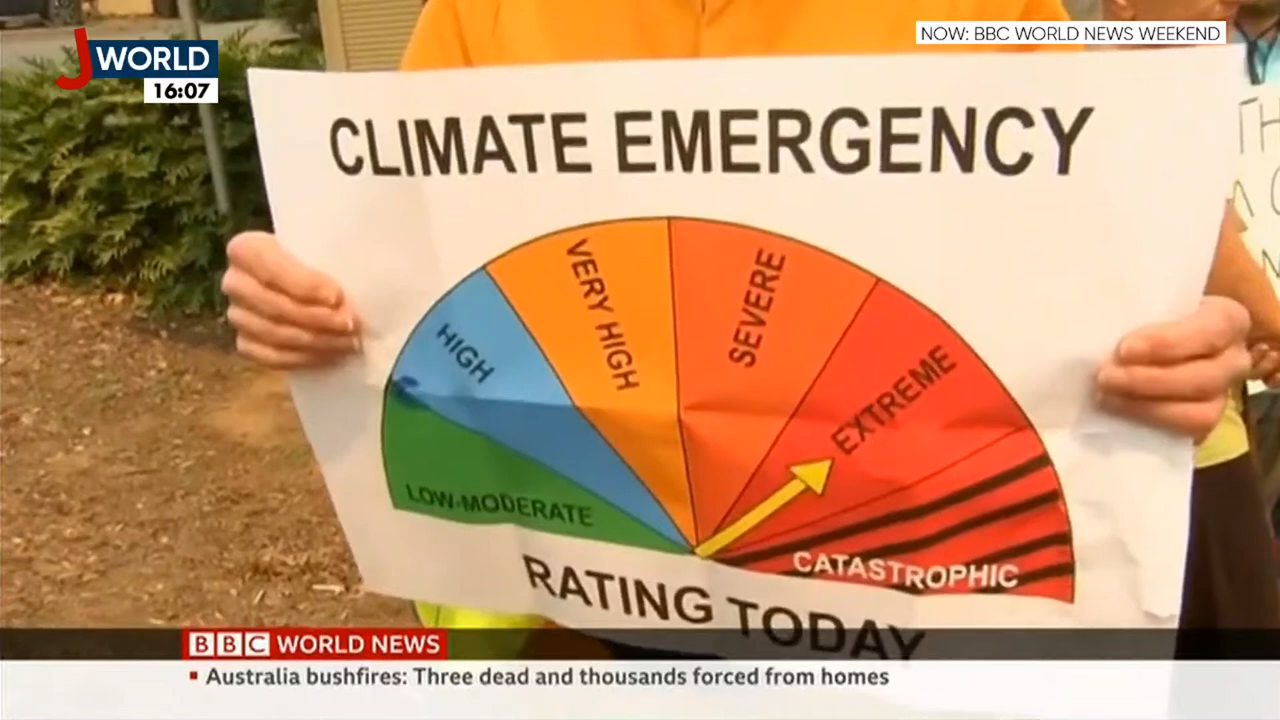 J WORLD
16:07
NOW: BBC WORLD NEWS WEEKEND
CLIMATE EMERGENCY
LOW-MODERATE
HIGH
VERY HIGH
SEVERE
EXTREME
CATASTROPHIC
RATING TODAY
BBC WORLD NEWS
Australia bushfires: Three dead and thousands forced from homes